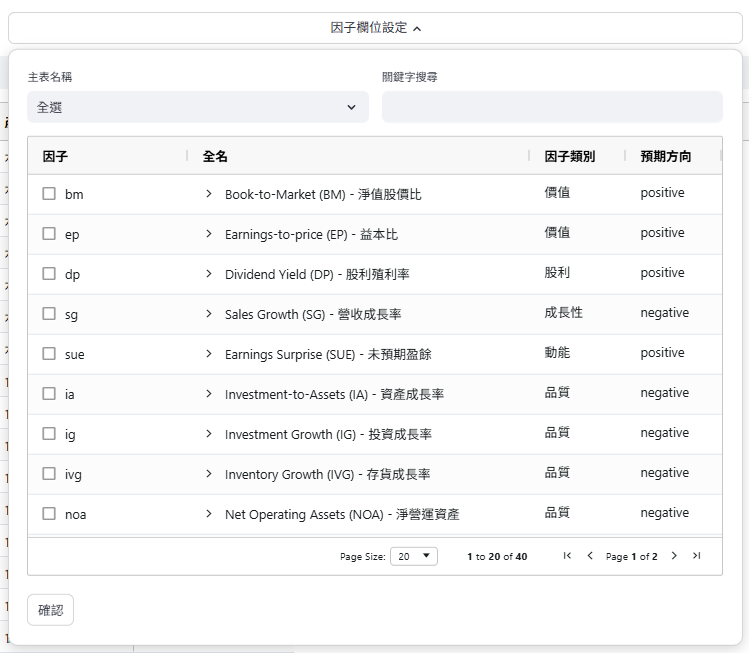 因子欄位設定
主表名稱 關鍵字搜尋
全選
因子 全名 因子類別 預期方向
bm Book-to-Market (BM) - 淨值股價比 價值 positive
ep Earnings-to-price (EP) - 益本比 價值 positive
dp Dividend Yield (DP) - 股利殖利率 股利 positive
sg Sales Growth (SG) - 營收成長率 成長性 negative
sue Earnings Surprise (SUE) - 未預期盈餘 動能 positive
ia Investment-to-Assets (IA) - 資產成長率 品質 negative
ig Investment Growth (IG) - 投資成長率 品質 negative
ivg Inventory Growth (IVG) - 存貨成長率 品質 negative
noa Net Operating Assets (NOA) - 淨營運資產 品質 negative
Page Size: 20 1 to 20 of 40 Page 1 of 2
確認